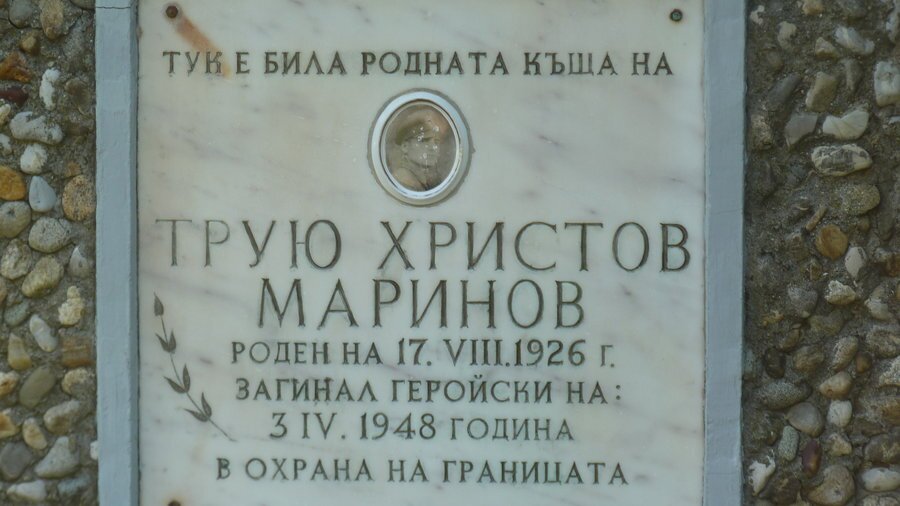 ТУК Е БИЛА РОДНАТА КЪЩА НА
ТРУЮ ХРИСТОВ
МАРИНОВ
РОДЕН НА 17. VIII.1926 Г.
ЗАГИНАЛ ГЕРОЙСКИ НА:
3 IV. 1948 ГОДИНА
В ОХРАНА НА ГРАНИЦАТА